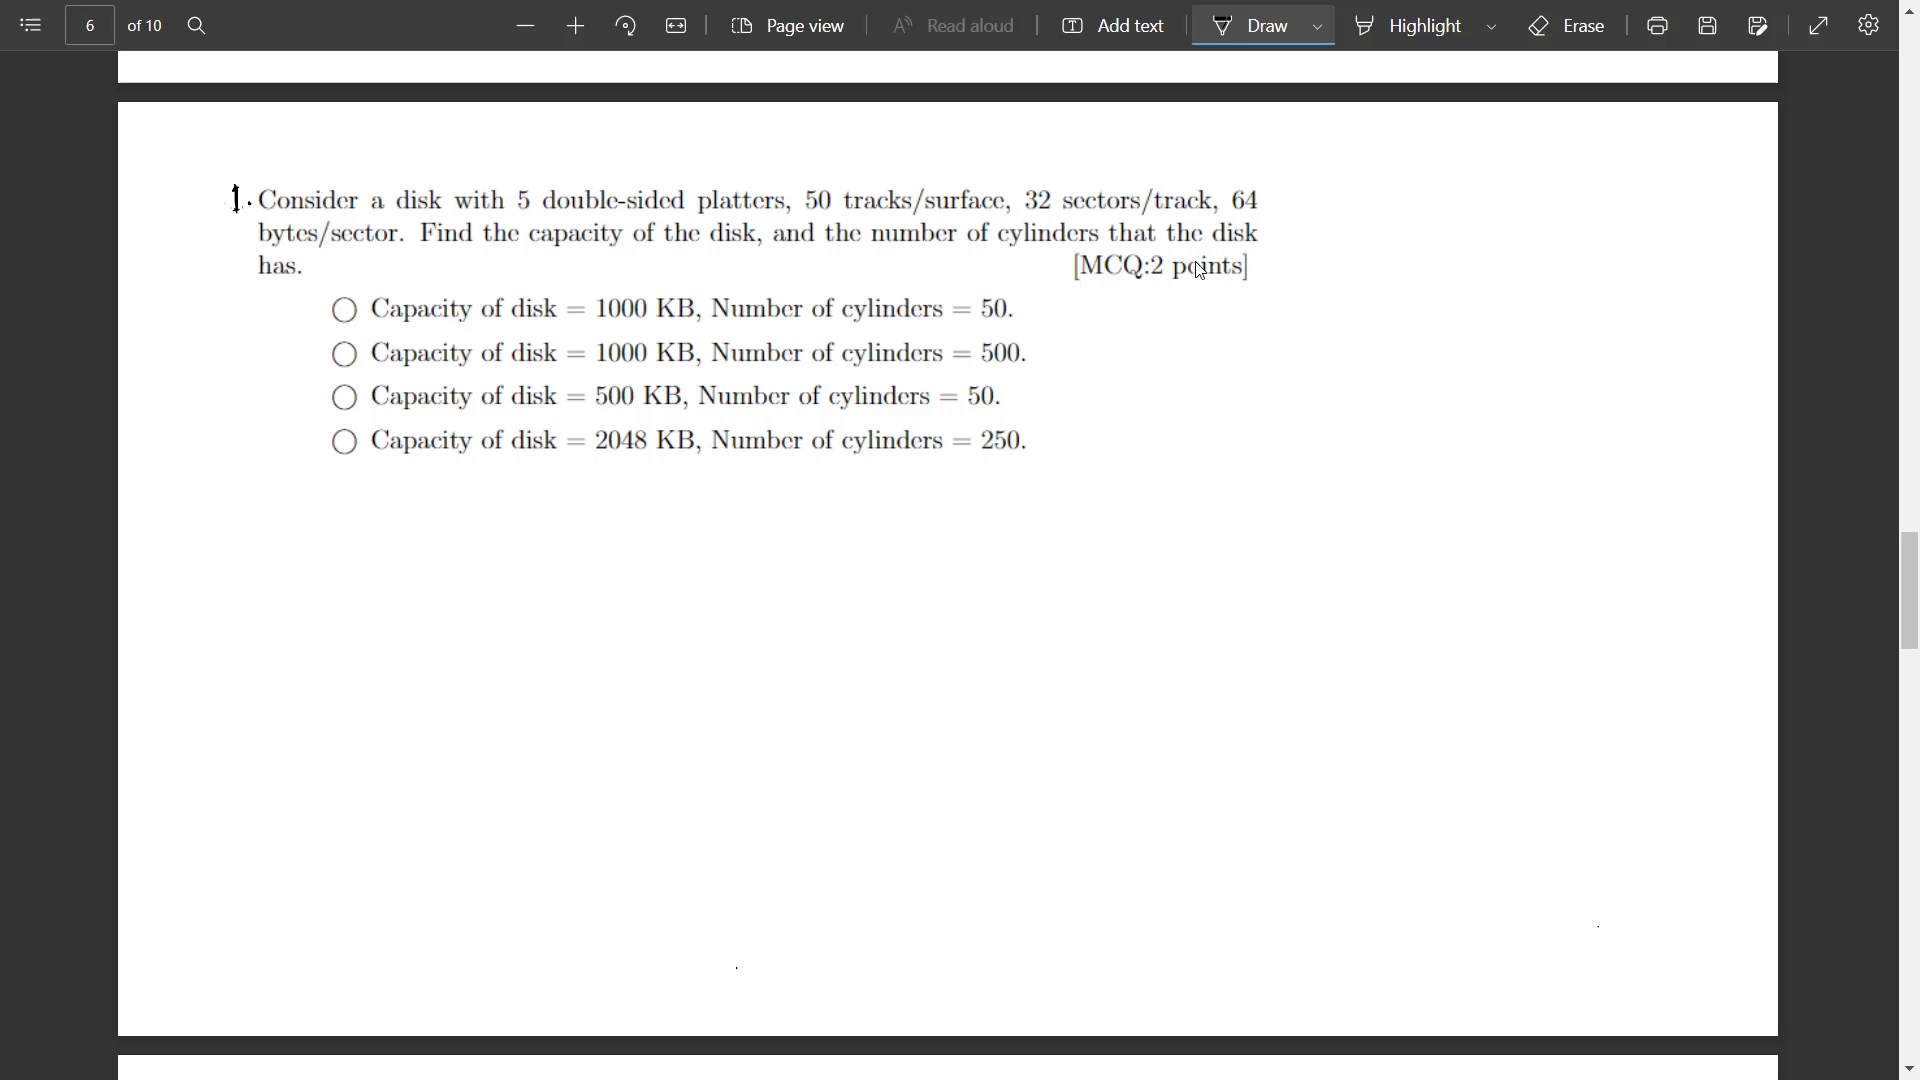 6 of 10 Page view Read aloud Add text Draw Highlight Erase
1. Consider a disk with 5 double-sided platters, 50 tracks/surface, 32 sectors/track, 64
bytes/sector. Find the capacity of the disk, and the number of cylinders that the disk
has. [MCQ:2 points]
Capacity of disk = 1000 KB, Number of cylinders = 50.
Capacity of disk = 1000 KB, Number of cylinders = 500.
Capacity of disk = 500 KB, Number of cylinders = 50.
Capacity of disk = 2048 KB, Number of cylinders = 250.